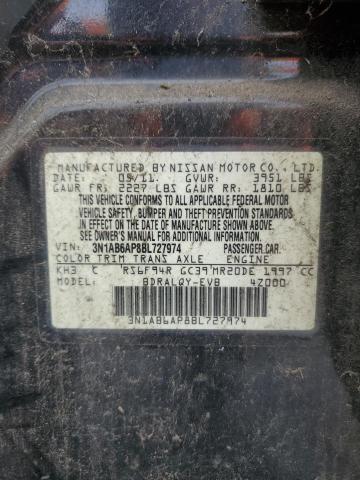 MANUFACTURED BY NISSAN MOTOR CO., LTD.
DATE: 05/11. GVWR: 3951 LBS
GAWR FR: 2227 LBS GAWR RR: 1810 LBS
THIS VEHICLE CONFORMS TO ALL APPLICABLE FEDERAL MOTOR
VEHICLE SAFETY, BUMPER AND THEFT PREVENTION STANDARDS
IN EFFECT ON THE DATE OF MANUFACTURE SHOWN ABOVE.
SEE OWNER'S MANUAL FOR ADDITIONAL INFORMATION.
VIN: 3N1AB6AP8BL727974 PASSENGER CAR
COLOR TRIM TRANS AXLE ENGINE
KH3 C RS6F94R GC39 MR20DE 1997 CC
MODEL: BDRALQY-EVB 4Z000
3N1AB6AP8BL727974